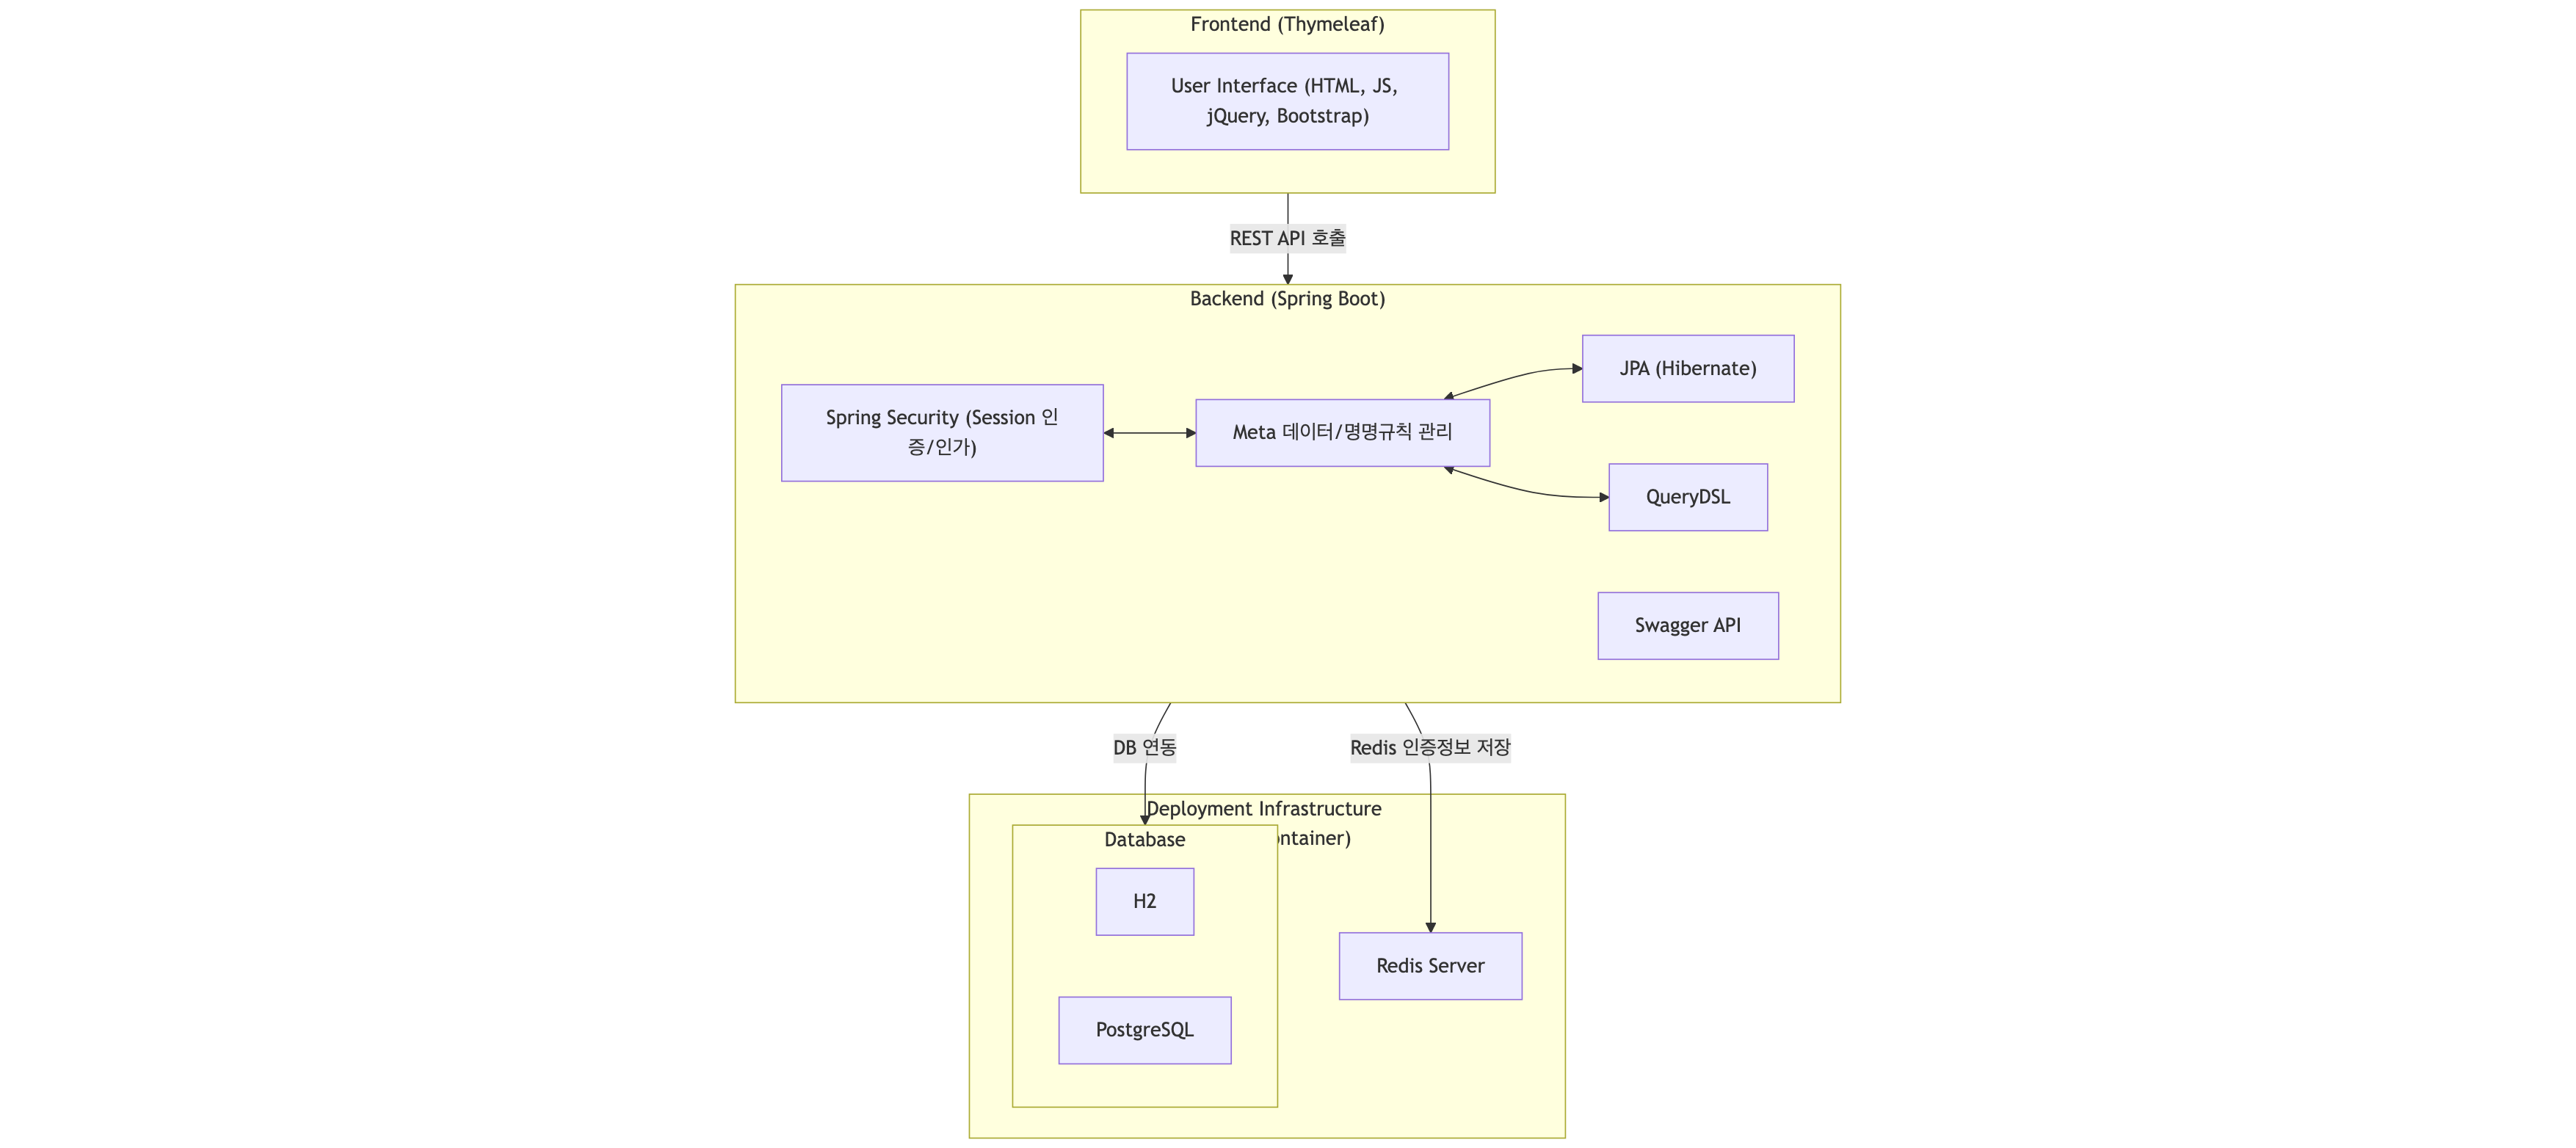 Frontend (Thymeleaf)
User Interface (HTML, JS,
jQuery, Bootstrap)
REST API 호출
Backend (Spring Boot)
JPA (Hibernate)
Spring Security (Session 인
증/인가)
Meta 데이터/명명규칙 관리
QueryDSL
Swagger API
DB 연동
Redis 인증정보 저장
Deployment Infrastructure
Database
H2
Redis Server
PostgreSQL